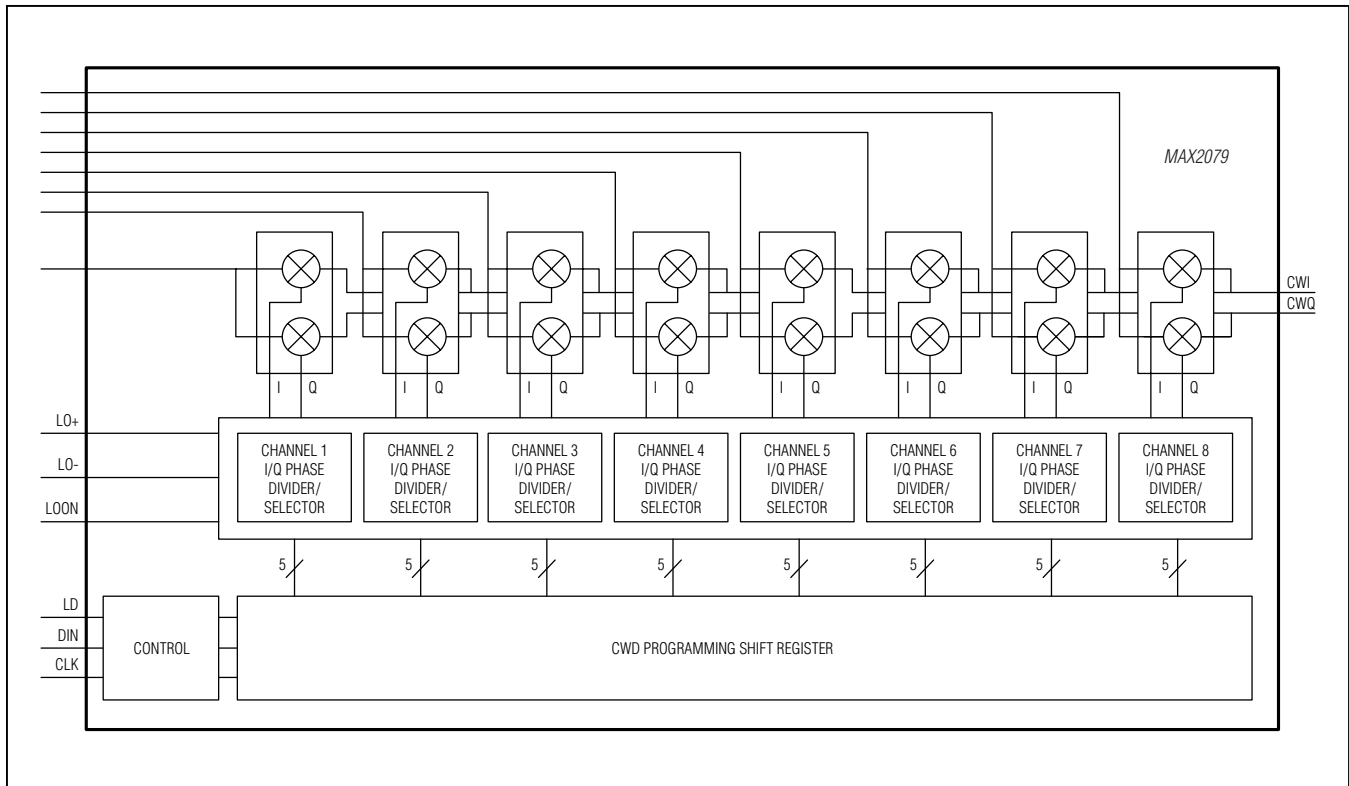 MAX2079
CWI
CWQ
I Q I Q I Q I Q I Q I Q I Q I Q
LO+
LO-
LOON
CHANNEL 1
I/Q PHASE
DIVIDER/
SELECTOR
CHANNEL 2
I/Q PHASE
DIVIDER/
SELECTOR
CHANNEL 3
I/Q PHASE
DIVIDER/
SELECTOR
CHANNEL 4
I/Q PHASE
DIVIDER/
SELECTOR
CHANNEL 5
I/Q PHASE
DIVIDER/
SELECTOR
CHANNEL 6
I/Q PHASE
DIVIDER/
SELECTOR
CHANNEL 7
I/Q PHASE
DIVIDER/
SELECTOR
CHANNEL 8
I/Q PHASE
DIVIDER/
SELECTOR
5 5 5 5 5 5 5 5
LD
DIN
CLK
CONTROL
CWD PROGRAMMING SHIFT REGISTER